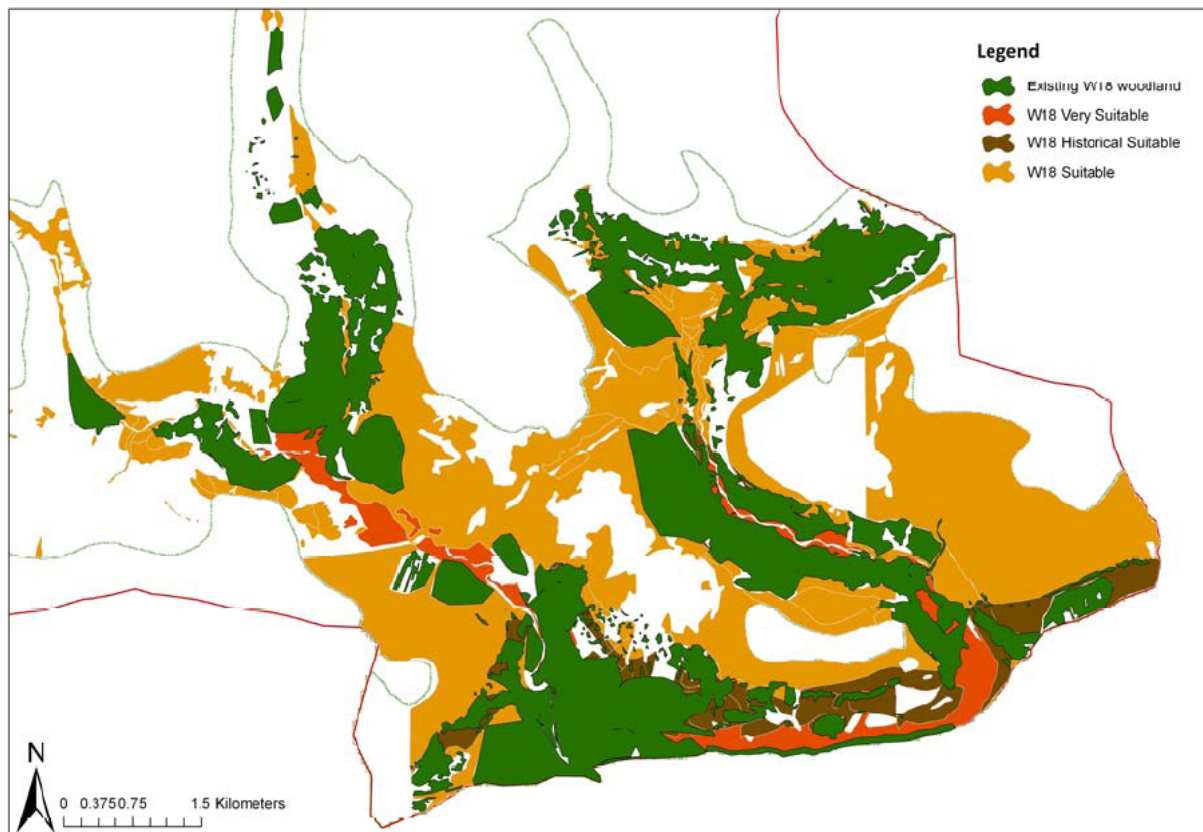 Legend
Existing W18 woodland
W18 Very Suitable
W18 Historical Suitable
W18 Suitable
N
0 0.375 0.75 1.5 Kilometers